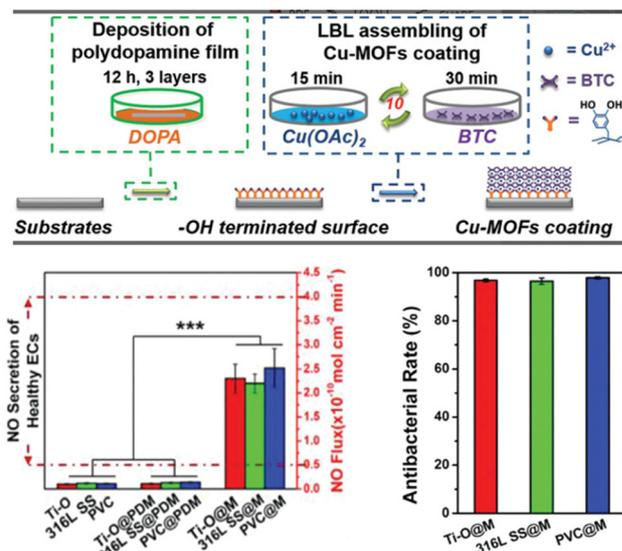 Deposition of
polydopamine film
12 h, 3 layers
DOPA
LBL assembling of
Cu-MOFs coating
15 min
10
30 min
Cu(OAc)₂
BTC
= Cu²⁺
= BTC
=
HO OH
Substrates
-OH terminated surface
Cu-MOFs coating
NO Secretion of
Healthy ECs
***
4.5
4.0
3.5
3.0
2.5
2.0
1.5
1.0
0.5
0.0
NO Flux(x10⁻¹⁰mol cm⁻² min⁻¹)
Ti-O
316L SS
PVC
Ti-O@PDM
316L SS@PDM
PVC@PDM
Ti-O@M
316L SS@M
PVC@M
Antibacterial Rate (%)
100
80
60
40
20
0
Ti-O@M
316L SS@M
PVC@M